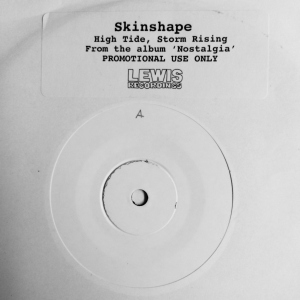 Skinshape
High Tide, Storm Rising
From the album ‘Nostalgia’
PROMOTIONAL USE ONLY
LEWIS
RECORDINGS
A